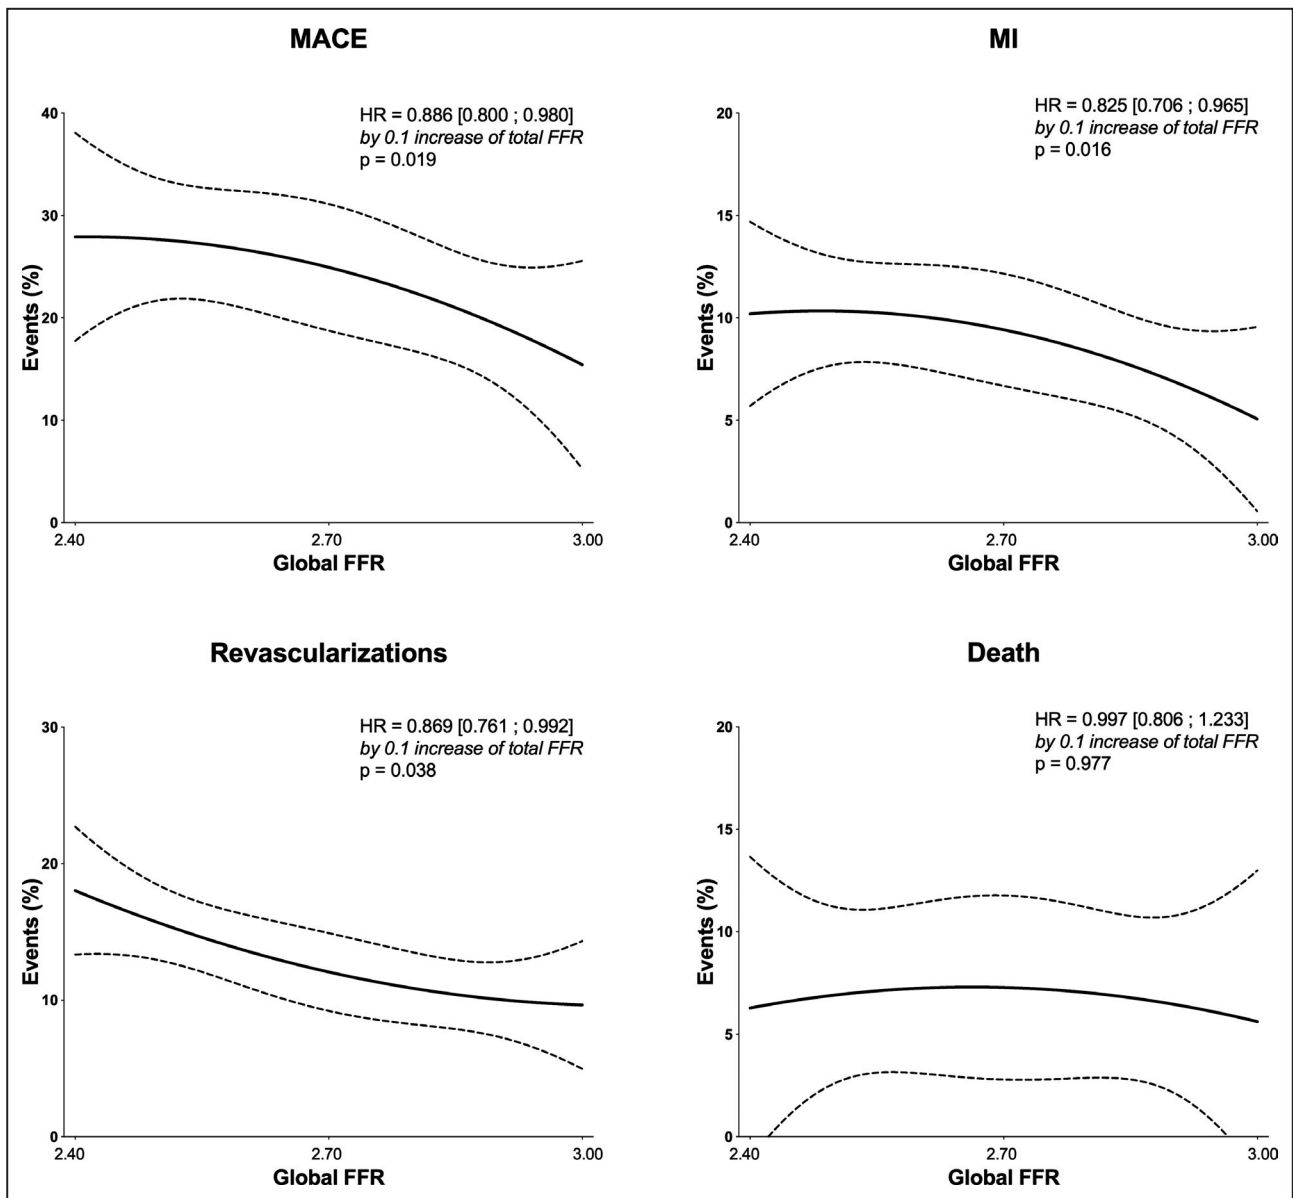 MACE
HR = 0.886 [0.800 ; 0.980]
by 0.1 increase of total FFR
p = 0.019
40
30
20
10
0
Events (%)
2.40 2.70 3.00
Global FFR
MI
HR = 0.825 [0.706 ; 0.965]
by 0.1 increase of total FFR
p = 0.016
20
15
10
5
0
Events (%)
2.40 2.70 3.00
Global FFR
Revascularizations
HR = 0.869 [0.761 ; 0.992]
by 0.1 increase of total FFR
p = 0.038
30
20
10
0
Events (%)
2.40 2.70 3.00
Global FFR
Death
HR = 0.997 [0.806 ; 1.233]
by 0.1 increase of total FFR
p = 0.977
20
15
10
5
0
Events (%)
2.40 2.70 3.00
Global FFR